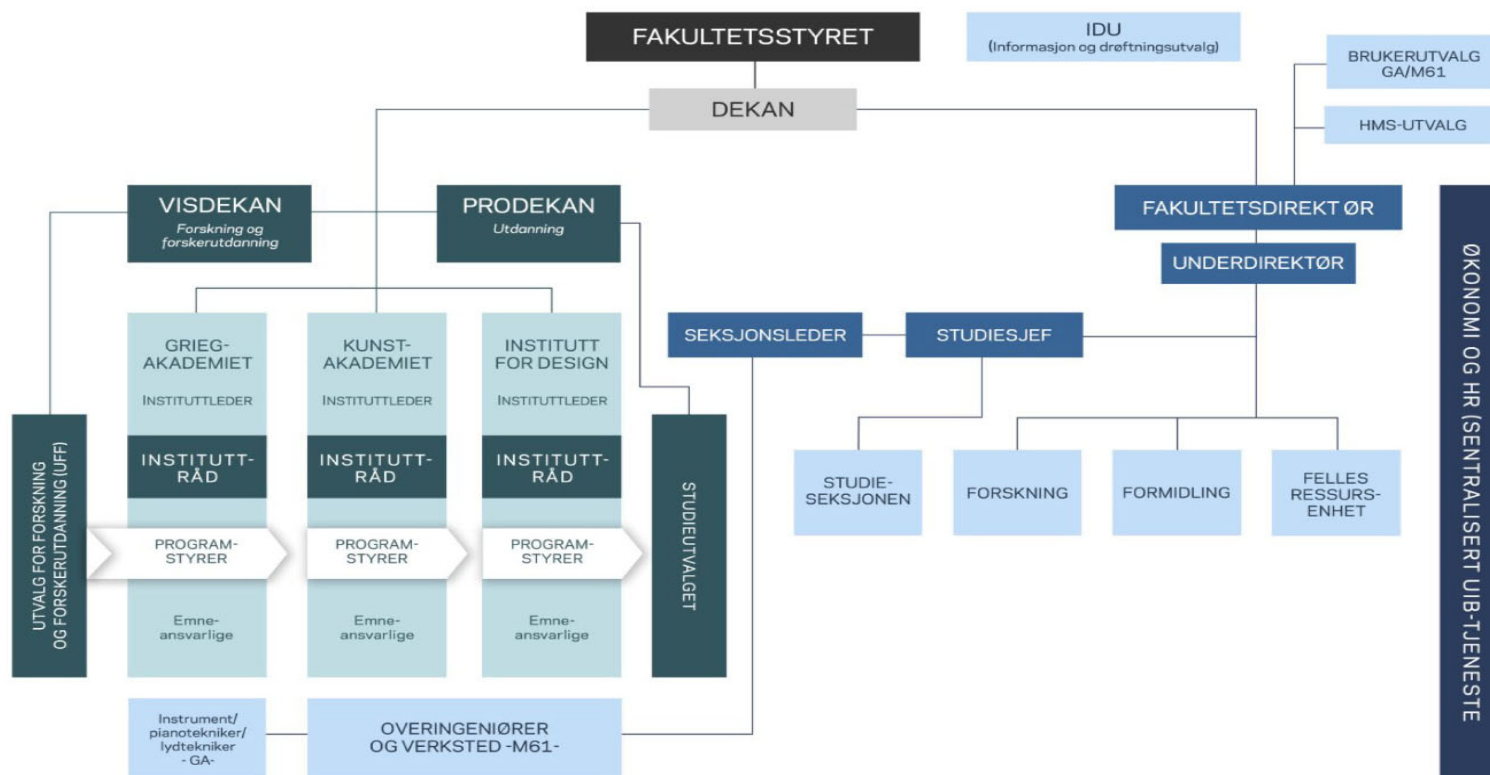 FAKULTETSSTYRET
IDU
(Informasjon og drøftningsutvalg)
BRUKERUTVALG
GA/M61
DEKAN
HMS-UTVALG
VISDEKAN
Forskning og
forskerutdanning
PRODEKAN
Utdanning
FAKULTETSDIREKT ØR
UNDERDIREKTØR
SEKSJONSLEDER
STUDIESJEF
GRIEG-
AKADEMIET
INSTITUTTLEDER
INSTITUTT-
RÅD
PROGRAM-
STYRER
Emne-
ansvarlige
KUNST-
AKADEMIET
INSTITUTTLEDER
INSTITUTT-
RÅD
PROGRAM-
STYRER
Emne-
ansvarlige
INSTITUTT
FOR DESIGN
INSTITUTTLEDER
INSTITUTT-
RÅD
PROGRAM-
STYRER
Emne-
ansvarlige
UTVALG FOR FORSKNING
OG FORSKERUTDANNING (UFF)
STUDIEUTVALGET
STUDIE-
SEKSJONEN
FORSKNING
FORMIDLING
FELLES
RESSURS-
ENHET
Instrument/
pianotekniker/
lydtekniker
- GA-
OVERINGENIØRER
OG VERKSTED -M61-
ØKONOMI OG HR (SENTRALISERT UIB-TJENESTE